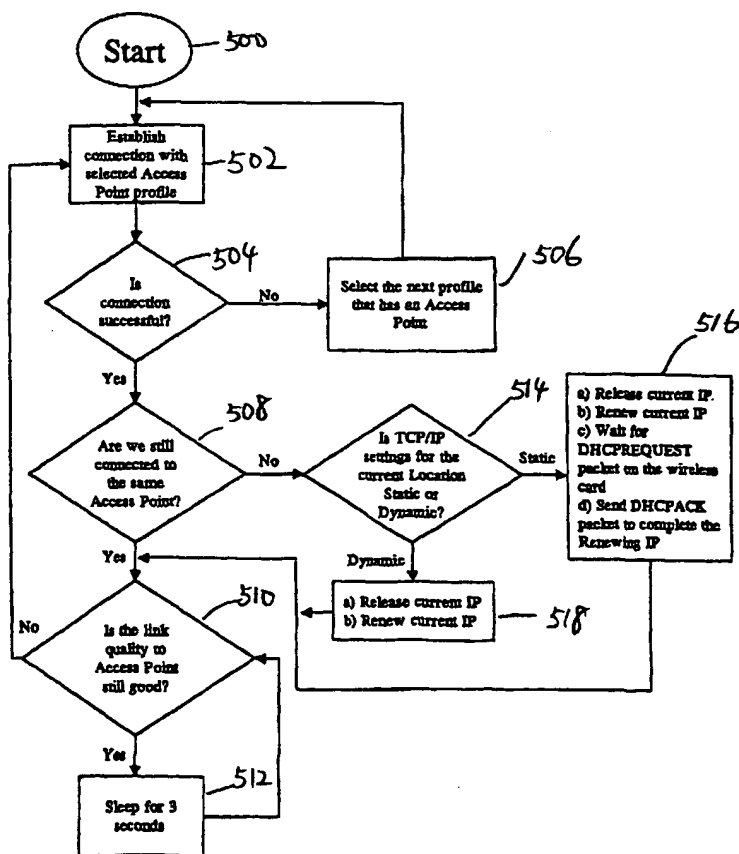 Start
500
Establish
connection with
selected Access
Point profile
502
504
Is
connection
successful?
No
Select the next profile
that has an Access
Point
506
Yes
508
Are we still
connected to
the same
Access Point?
No
514
Is TCP/IP
settings for the
current Location
Static or
Dynamic?
Static
516
a) Release current IP.
b) Renew current IP
c) Wait for
DHCPREQUEST
packet on the wireless
card
d) Send DHCPACK
packet to complete the
Renewing IP
Yes
Dynamic
a) Release current IP
b) Renew current IP
518
510
No
Is the link
quality to
Access Point
still good?
Yes
512
Sleep for 3
seconds